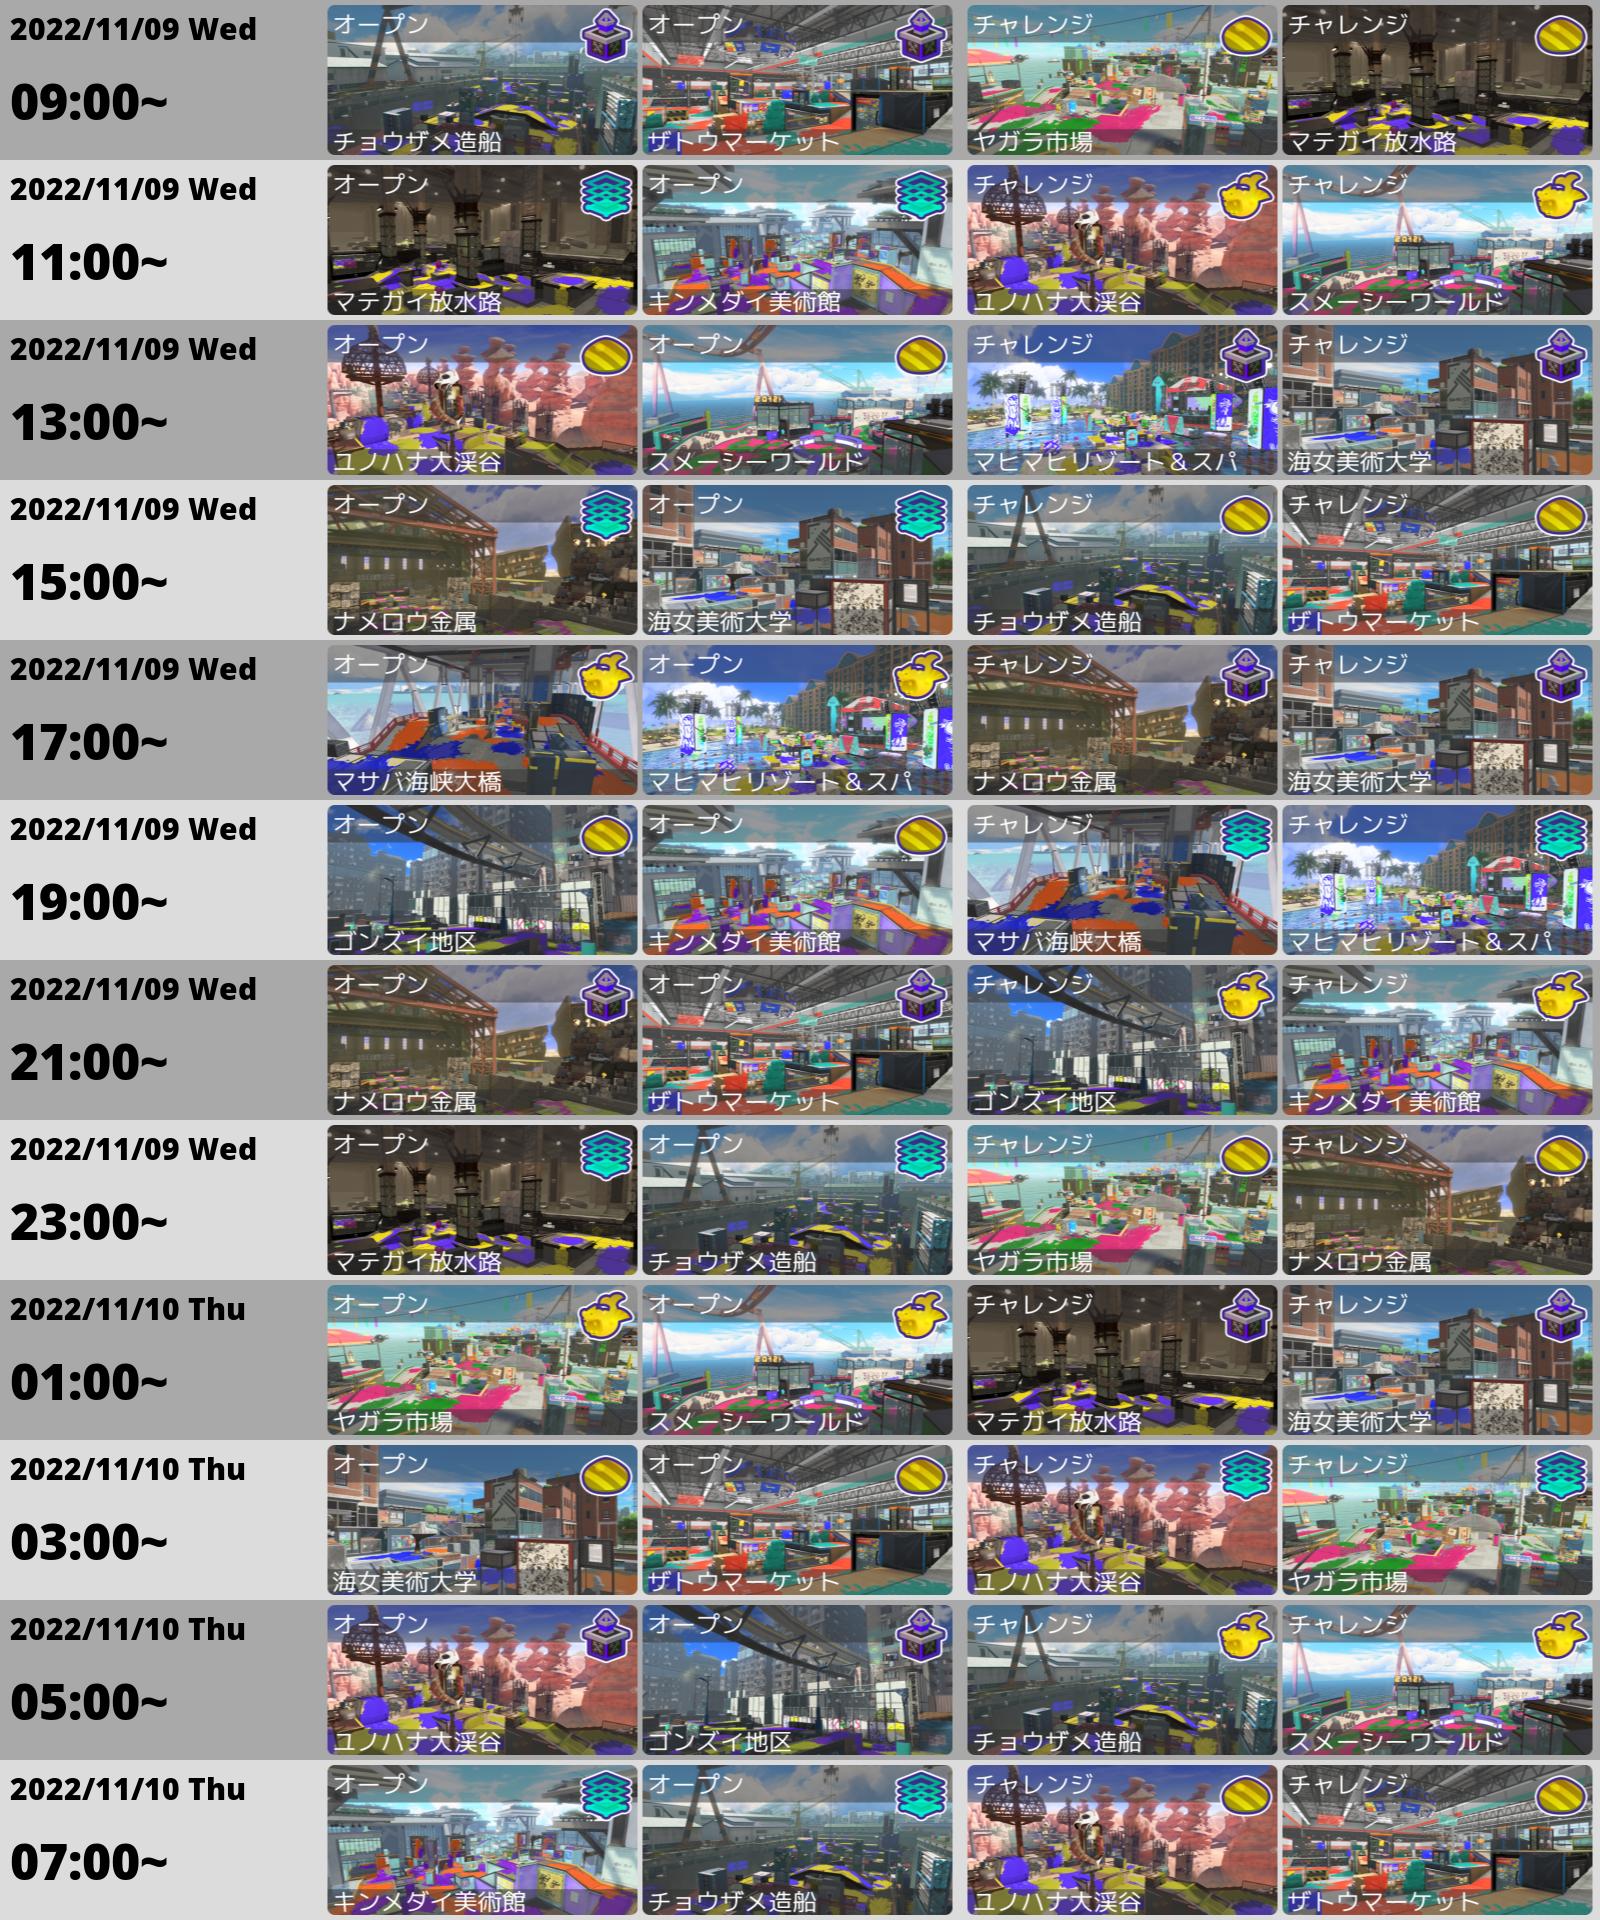 2022/11/09 Wed
09:00~
オープン
チョウザメ造船
オープン
ザトウマーケット
チャレンジ
ヤガラ市場
チャレンジ
マテガイ放水路
2022/11/09 Wed
11:00~
オープン
マテガイ放水路
オープン
キンメダイ美術館
チャレンジ
ユノハナ大渓谷
チャレンジ
スメーシーワールド
2022/11/09 Wed
13:00~
オープン
ユノハナ大渓谷
オープン
スメーシーワールド
チャレンジ
マヒマヒリゾート&スパ
チャレンジ
海女美術大学
2022/11/09 Wed
15:00~
オープン
ナメロウ金属
オープン
海女美術大学
チャレンジ
チョウザメ造船
チャレンジ
ザトウマーケット
2022/11/09 Wed
17:00~
オープン
マサバ海峡大橋
オープン
マヒマヒリゾート&スパ
チャレンジ
ナメロウ金属
チャレンジ
海女美術大学
2022/11/09 Wed
19:00~
オープン
ゴンズイ地区
オープン
キンメダイ美術館
チャレンジ
マサバ海峡大橋
チャレンジ
マヒマヒリゾート&スパ
2022/11/09 Wed
21:00~
オープン
ナメロウ金属
オープン
ザトウマーケット
チャレンジ
ゴンズイ地区
チャレンジ
キンメダイ美術館
2022/11/09 Wed
23:00~
オープン
マテガイ放水路
オープン
チョウザメ造船
チャレンジ
ヤガラ市場
チャレンジ
ナメロウ金属
2022/11/10 Thu
01:00~
オープン
ヤガラ市場
オープン
スメーシーワールド
チャレンジ
マテガイ放水路
チャレンジ
海女美術大学
2022/11/10 Thu
03:00~
オープン
海女美術大学
オープン
ザトウマーケット
チャレンジ
ユノハナ大渓谷
チャレンジ
ヤガラ市場
2022/11/10 Thu
05:00~
オープン
ユノハナ大渓谷
オープン
ゴンズイ地区
チャレンジ
チョウザメ造船
チャレンジ
スメーシーワールド
2022/11/10 Thu
07:00~
オープン
キンメダイ美術館
オープン
チョウザメ造船
チャレンジ
ユノハナ大渓谷
チャレンジ
ザトウマーケット